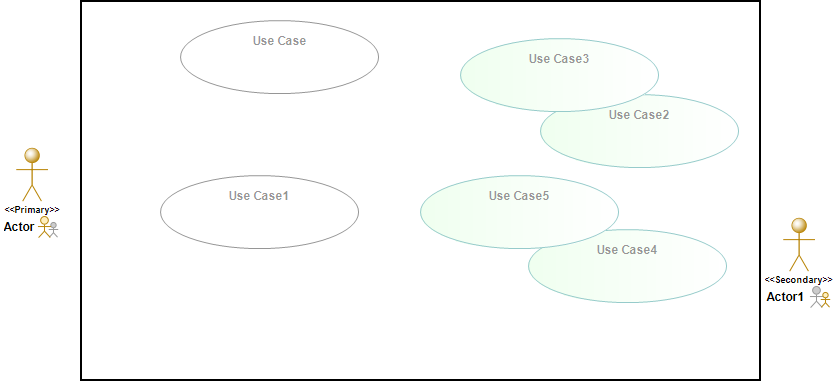 Use Case
Use Case3
Use Case2
<<Primary>>
Actor
Use Case1
Use Case5
Use Case4
<<Secondary>>
Actor1